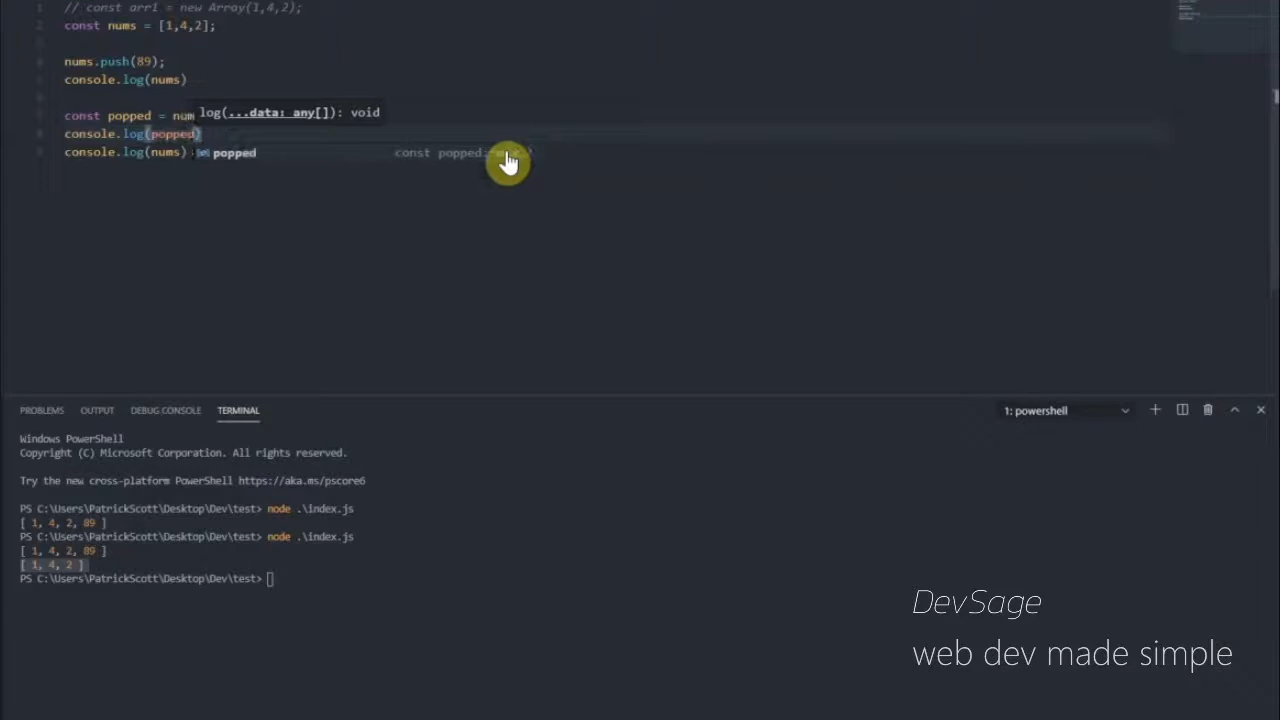 1 // const arr1 = new Array(1,4,2);
2 const nums = [1,4,2];
nums.push(89);
console.log(nums)
const popped = num log(...data: any[]): void
console.log(popped)
console.log(nums) popped const popped:
PROBLEMS OUTPUT DEBUG CONSOLE TERMINAL 1: powershell
Windows PowerShell
Copyright (C) Microsoft Corporation. All rights reserved.
Try the new cross-platform PowerShell https://aka.ms/pscore6
PS C:\Users\PatrickScott\Desktop\Dev\test> node .\index.js
[ 1, 4, 2, 89 ]
PS C:\Users\PatrickScott\Desktop\Dev\test> node .\index.js
[ 1, 4, 2, 89 ]
[ 1, 4, 2 ]
PS C:\Users\PatrickScott\Desktop\Dev\test>
DevSage
web dev made simple